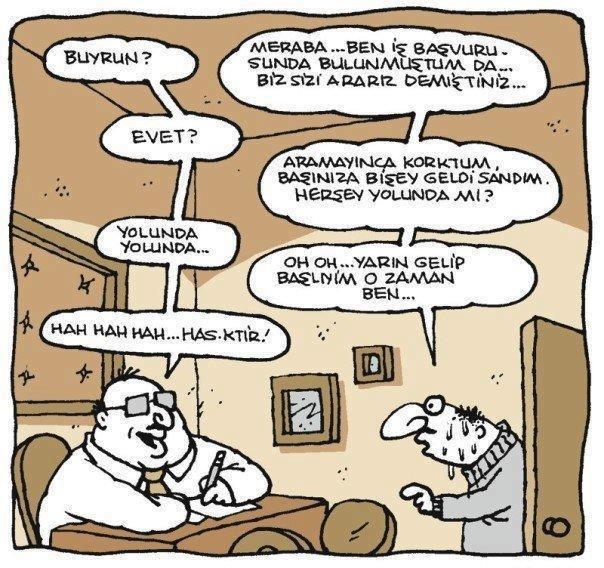 BUYRUN?
MERABA...BEN İŞ BAŞVURU-
SUNDA BULUNMUŞTUM DA...
BİZ SİZİ ARARIZ DEMİŞTİNİZ...
EVET?
ARAMAYINCA KORKTUM,
BAŞINIZA BİŞEY GELDİ SANDIM.
HERŞEY YOLUNDA MI?
YOLUNDA
YOLUNDA...
OH OH...YARIN GELİP
BAŞLIYİM O ZAMAN
BEN...
HAH HAH HAH...HAS.KTİR!